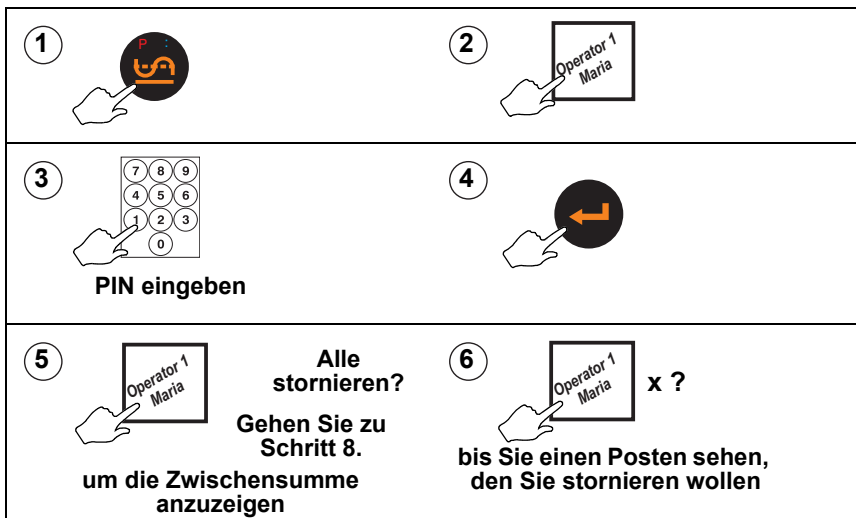 1
P :
2
Operator 1
Maria
3
7 8 9
4 5 6
1 2 3
0
PIN eingeben
4
5
Operator 1
Maria
Alle
stornieren?
Gehen Sie zu
Schritt 8.
um die Zwischensumme
anzuzeigen
6
Operator 1
Maria
x ?
bis Sie einen Posten sehen,
den Sie stornieren wollen